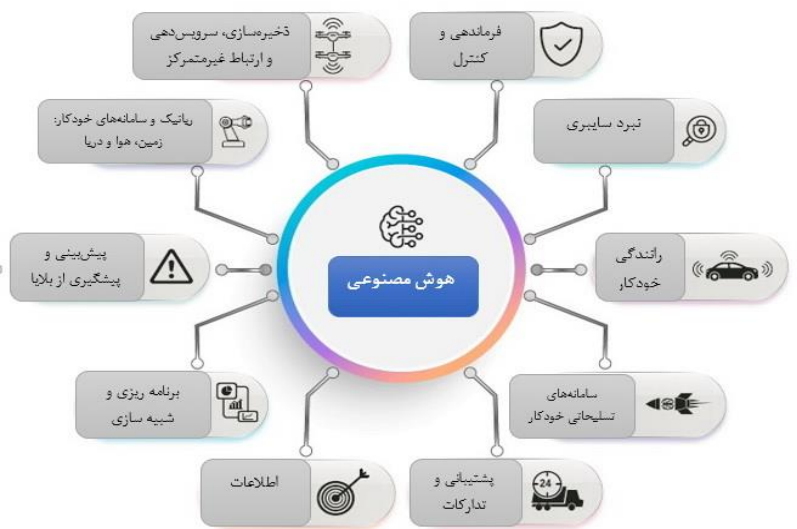 فرماندهی و
کنترل
ذخیره‌سازی، سرویس‌دهی
و ارتباط غیرمتمرکز
نبرد سایبری
رباتیک و سامانه‌های خودکار:
زمین، هوا و دریا
رانندگی
خودکار
هوش مصنوعی
پیش‌بینی و
پیشگیری از بلایا
سامانه‌های
تسلیحاتی خودکار
برنامه ریزی و
شبیه سازی
پشتیبانی و
تدارکات
24
اطلاعات